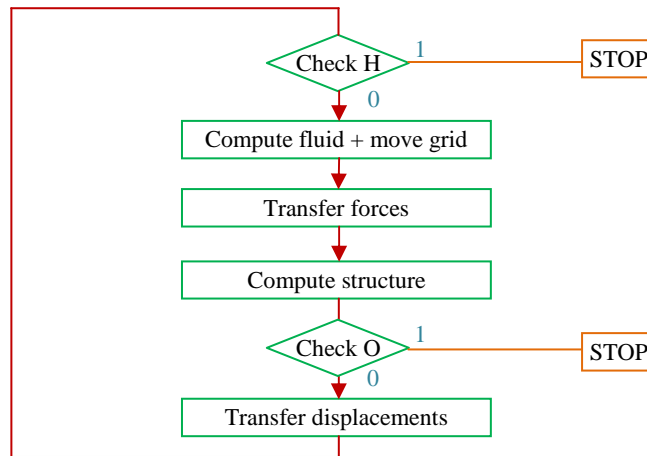 Check H
1
STOP
0
Compute fluid + move grid
Transfer forces
Compute structure
Check O
1
STOP
0
Transfer displacements